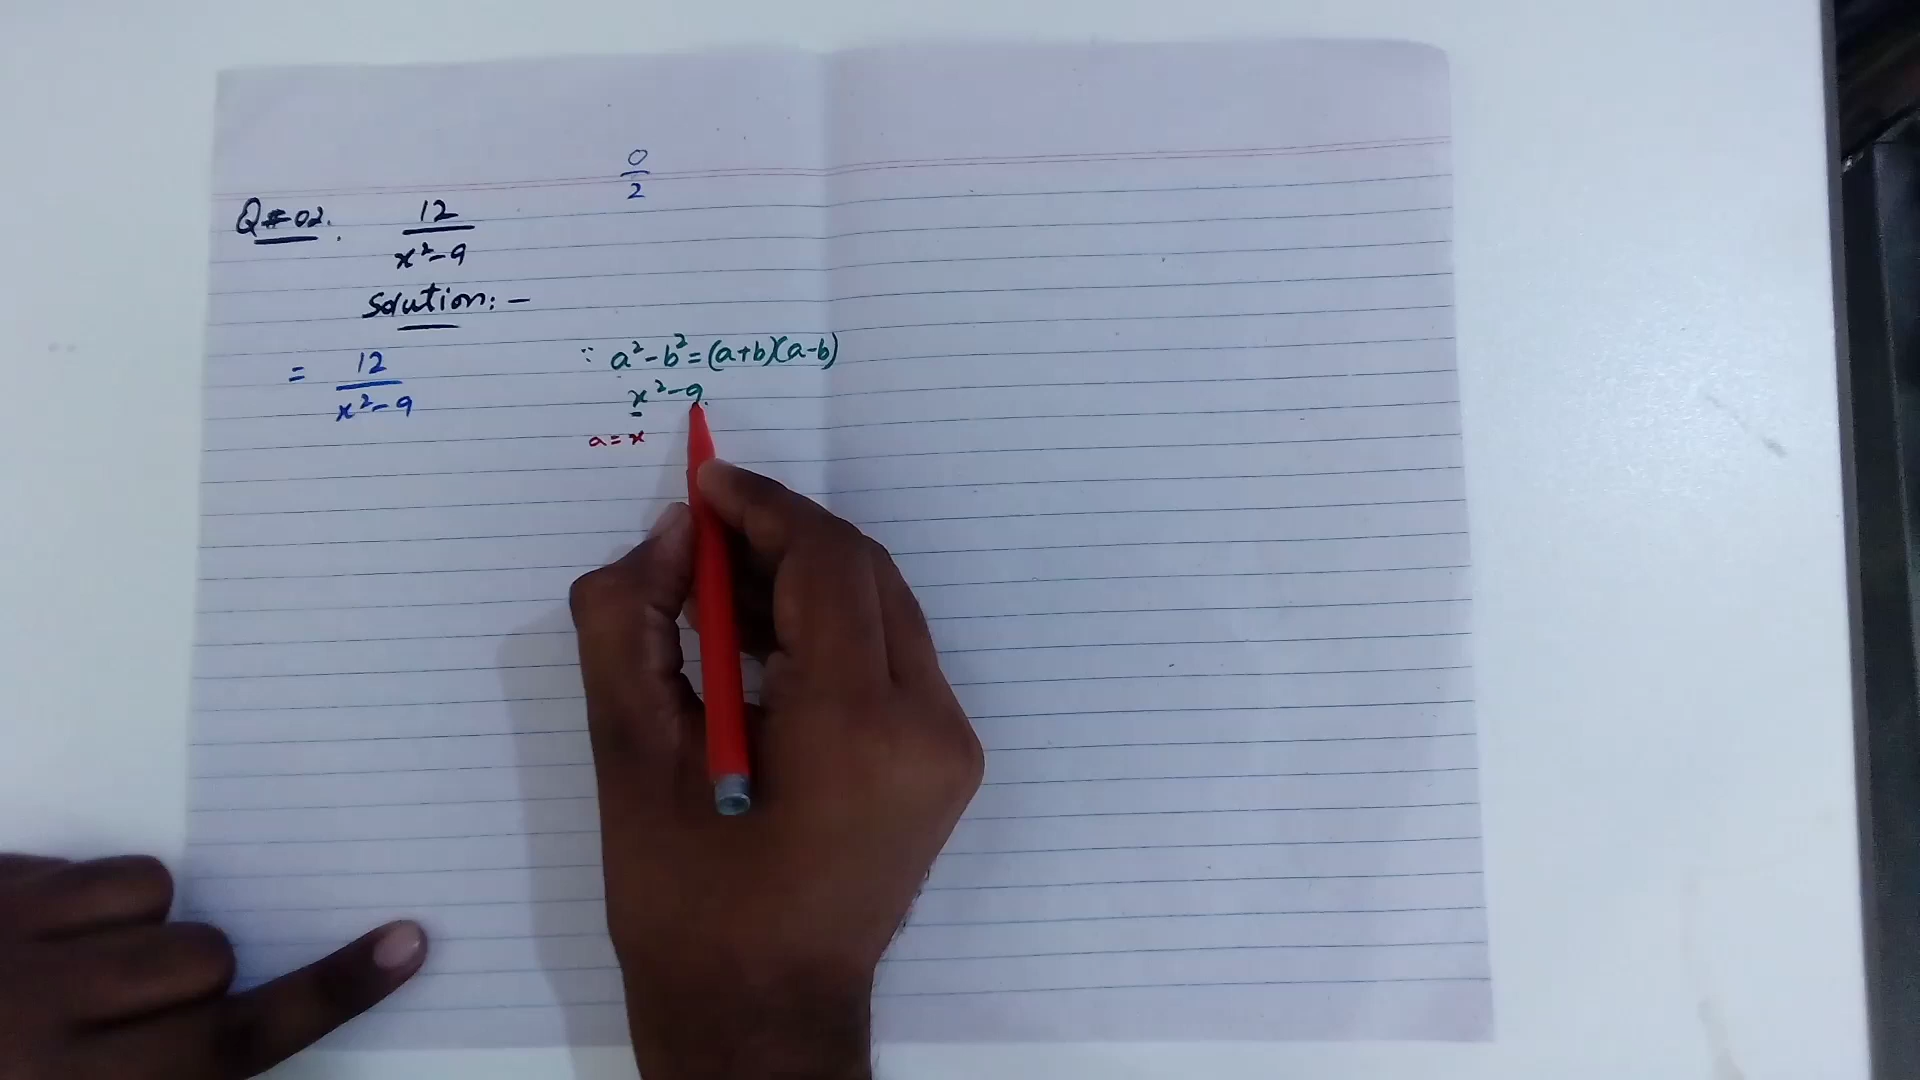 0/2
Q#02. 12/(x²-9)
Solution:-
= 12/(x²-9)
∵ a²-b²=(a+b)(a-b)
x²-9.
a=x